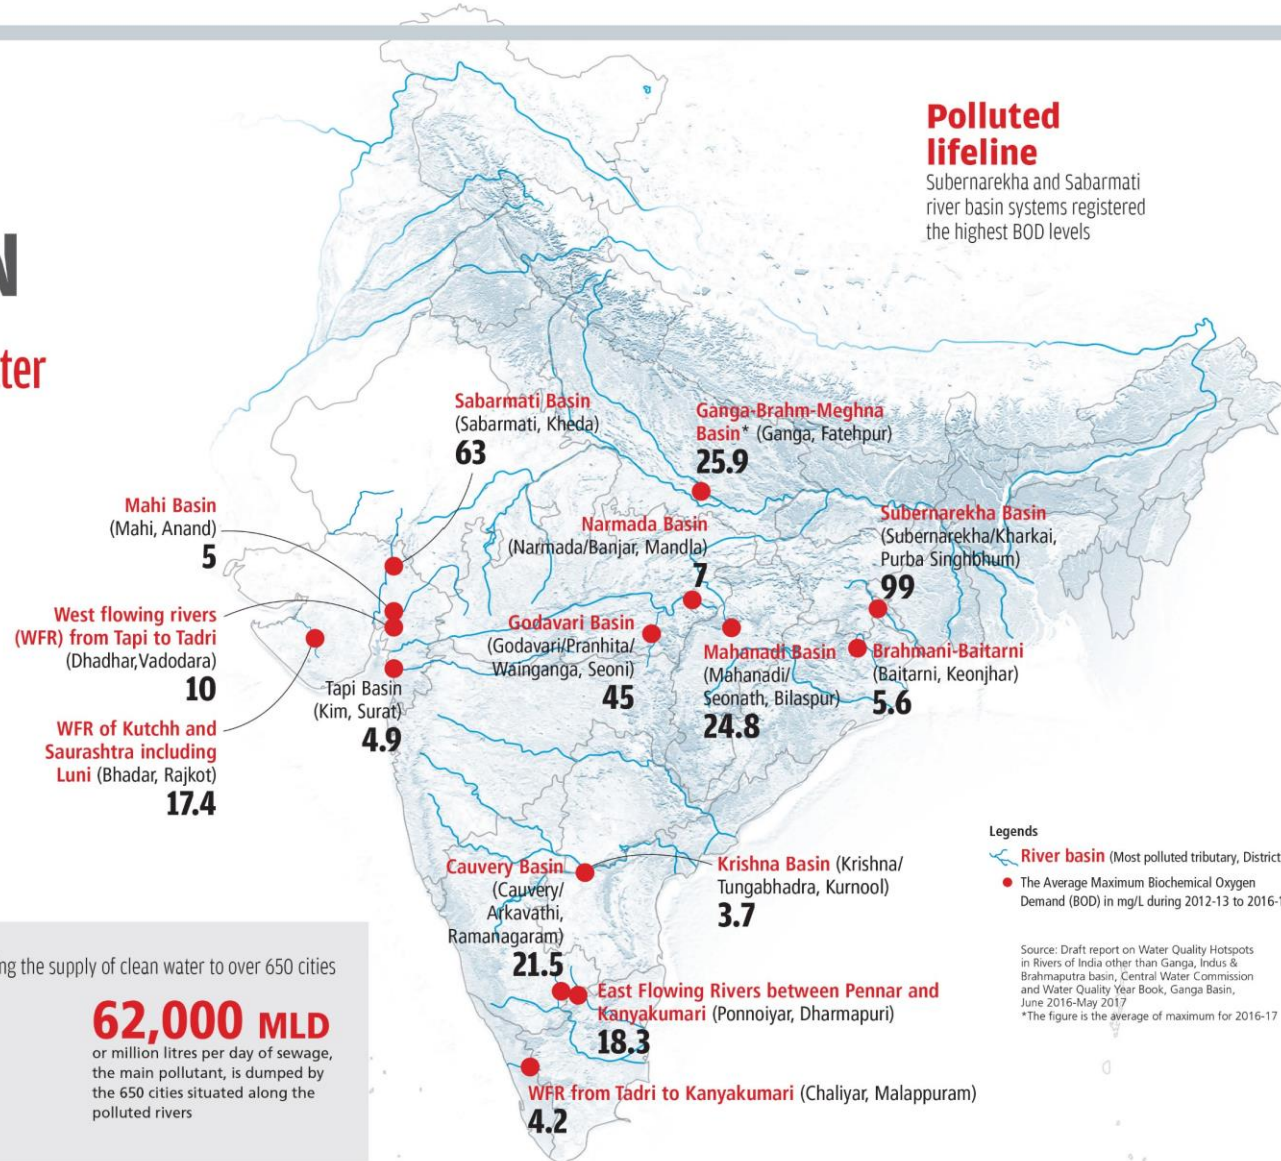 N
ter
Polluted
lifeline
Subernarekha and Sabarmati
river basin systems registered
the highest BOD levels
Sabarmati Basin
(Sabarmati, Kheda)
63
Ganga-Brahm-Meghna
Basin* (Ganga, Fatehpur)
25.9
Mahi Basin
(Mahi, Anand)
5
Narmada Basin
(Narmada/Banjar, Mandla)
7
Subernarekha Basin
(Subernarekha/Kharkai,
Purba Singhbhum)
99
West flowing rivers
(WFR) from Tapi to Tadri
(Dhadhar,Vadodara)
10
Godavari Basin
(Godavari/Pranhita/
Wainganga, Seoni)
45
Mahanadi Basin
(Mahanadi/
Seonath, Bilaspur)
24.8
Brahmani-Baitarni
(Baitarni, Keonjhar)
5.6
Tapi Basin
(Kim, Surat)
4.9
WFR of Kutchh and
Saurashtra including
Luni (Bhadar, Rajkot)
17.4
Cauvery Basin
(Cauvery/
Arkavathi,
Ramanagaram)
21.5
Krishna Basin (Krishna/
Tungabhadra, Kurnool)
3.7
East Flowing Rivers between Pennar and
Kanyakumari (Ponnoiyar, Dharmapuri)
18.3
WFR from Tadri to Kanyakumari (Chaliyar, Malappuram)
4.2
Legends
River basin (Most polluted tributary, District
The Average Maximum Biochemical Oxygen
Demand (BOD) in mg/L during 2012-13 to 2016-1
Source: Draft report on Water Quality Hotspots
in Rivers of India other than Ganga, Indus &
Brahmaputra basin, Central Water Commission
and Water Quality Year Book, Ganga Basin,
June 2016-May 2017
*The figure is the average of maximum for 2016-17
ng the supply of clean water to over 650 cities
62,000 MLD
or million litres per day of sewage,
the main pollutant, is dumped by
the 650 cities situated along the
polluted rivers